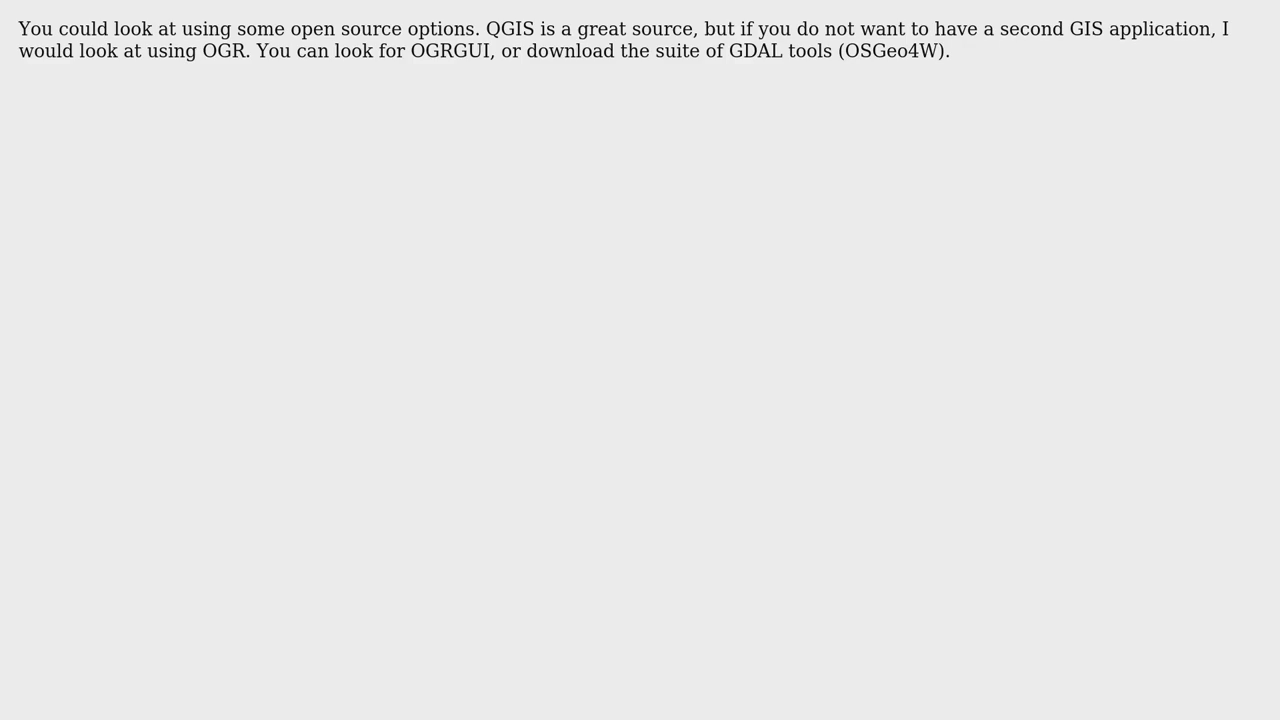 You could look at using some open source options. QGIS is a great source, but if you do not want to have a second GIS application, I
would look at using OGR. You can look for OGRGUI, or download the suite of GDAL tools (OSGeo4W).